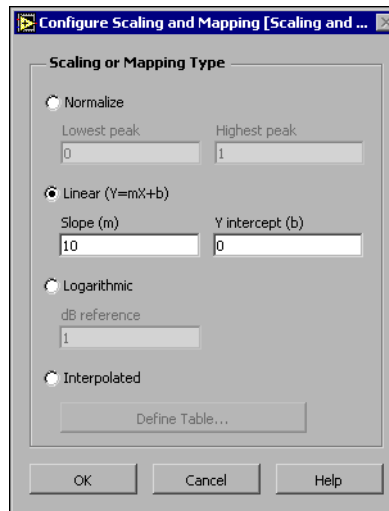 Configure Scaling and Mapping [Scaling and ...
Scaling or Mapping Type
Normalize
Lowest peak Highest peak
0 1
Linear (Y=mX+b)
Slope (m) Y intercept (b)
10 0
Logarithmic
dB reference
1
Interpolated
Define Table...
OK Cancel Help